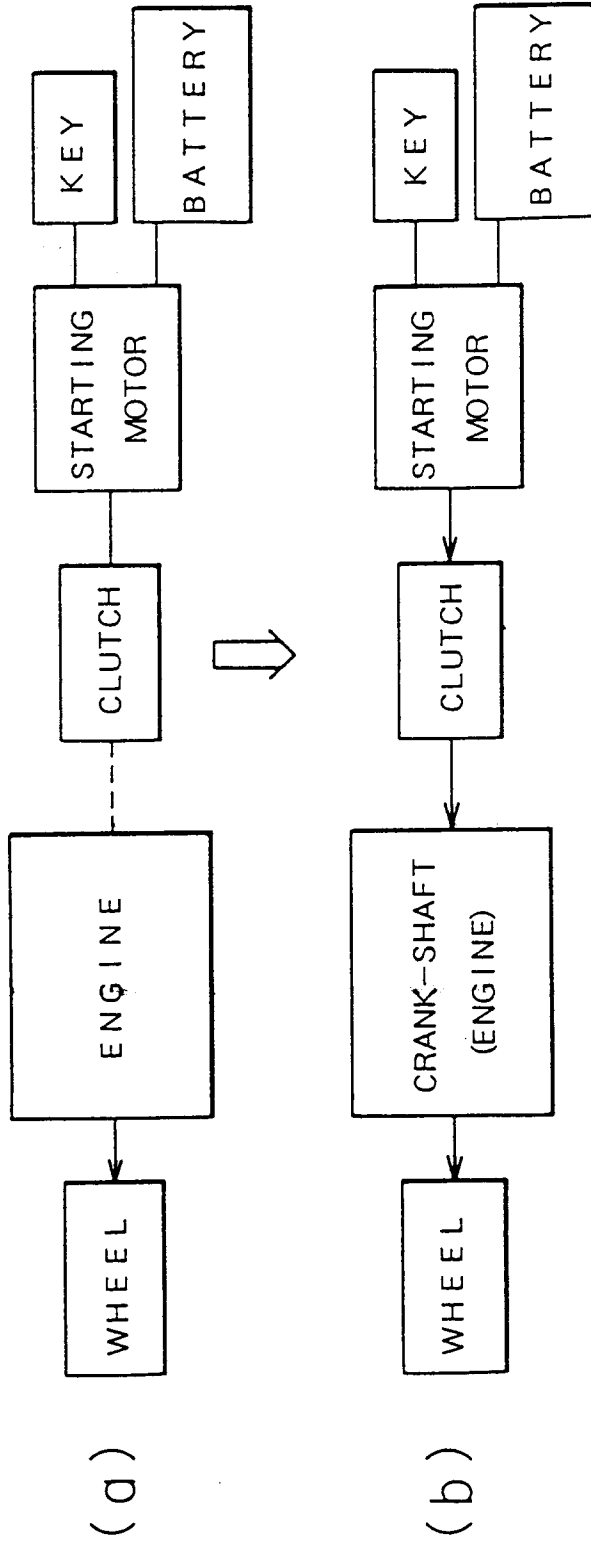 (a)
WHEEL
ENGINE
CLUTCH
STARTING
MOTOR
KEY
BATTERY
(b)
WHEEL
CRANK-SHAFT
(ENGINE)
CLUTCH
STARTING
MOTOR
KEY
BATTERY